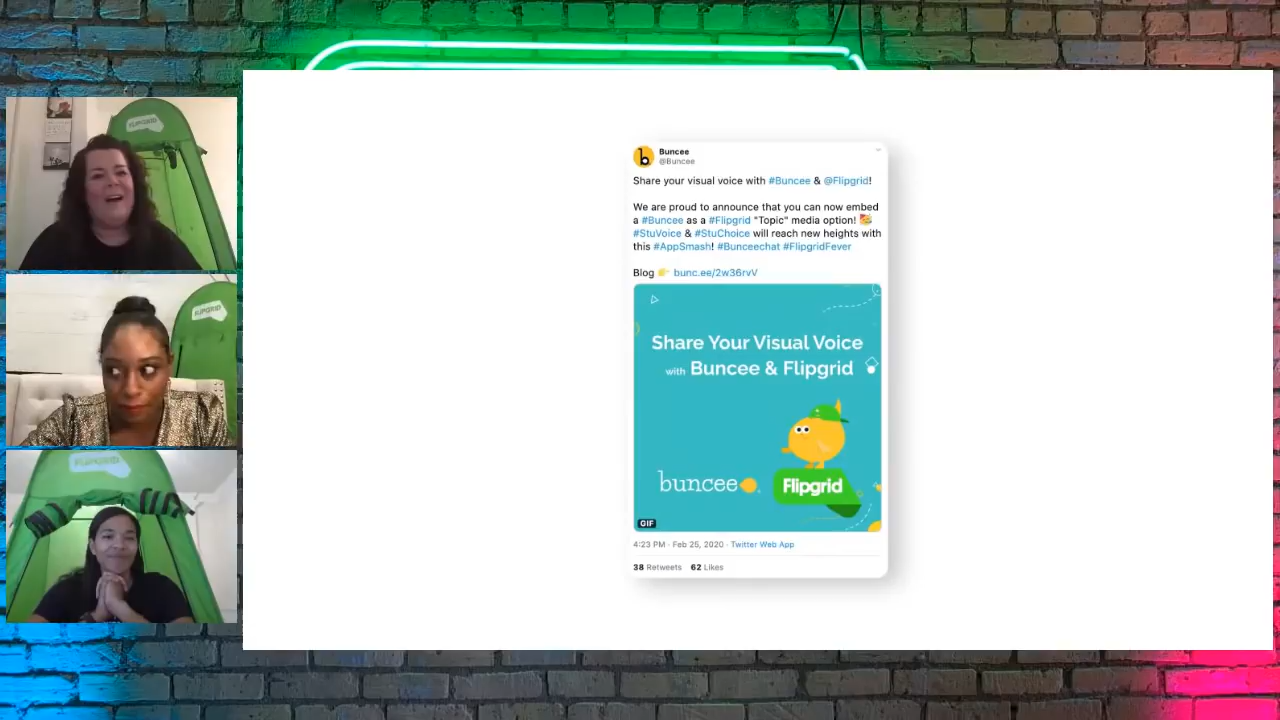 FLIPGRID
FLIPGRID
FLIPGRID
Buncee
@Buncee
Share your visual voice with #Buncee & @Flipgrid!
We are proud to announce that you can now embed
a #Buncee as a #Flipgrid "Topic" media option! 🥳
#StuVoice & #StuChoice will reach new heights with
this #AppSmash! #Bunceechat #FlipgridFever
Blog 👉 bunc.ee/2w36rvV
Share Your Visual Voice
with Buncee & Flipgrid
buncee
Flipgrid
GIF
4:23 PM · Feb 25, 2020 · Twitter Web App
38 Retweets 62 Likes